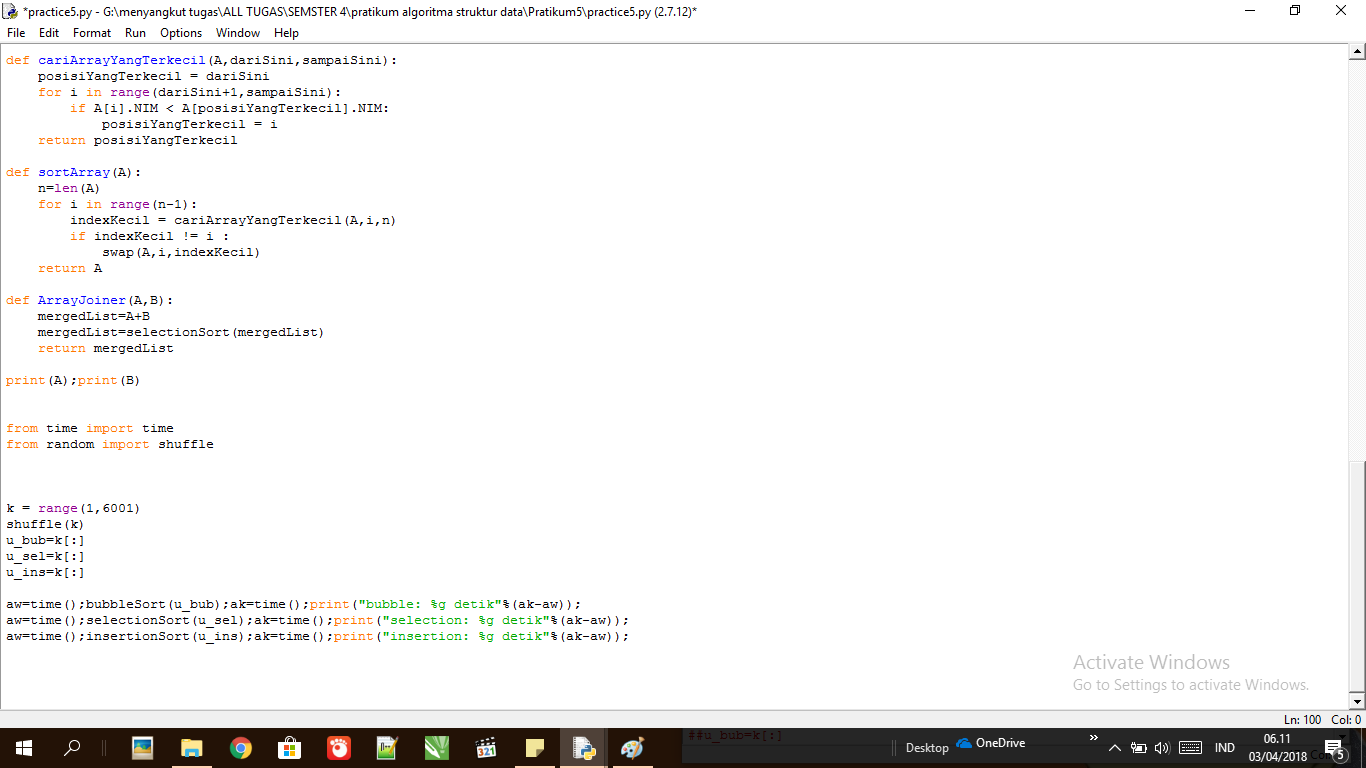 *practice5.py - G:\menyangkut tugas\ALL TUGAS\SEMSTER 4\pratikum algoritma struktur data\Pratikum5\practice5.py (2.7.12)*
File Edit Format Run Options Window Help
def cariArrayYangTerkecil(A,dariSini,sampaiSini):
    posisiYangTerkecil = dariSini
    for i in range(dariSini+1,sampaiSini):
        if A[i].NIM < A[posisiYangTerkecil].NIM:
            posisiYangTerkecil = i
    return posisiYangTerkecil
def sortArray(A):
    n=len(A)
    for i in range(n-1):
        indexKecil = cariArrayYangTerkecil(A,i,n)
        if indexKecil != i :
            swap(A,i,indexKecil)
    return A
def ArrayJoiner(A,B):
    mergedList=A+B
    mergedList=selectionSort(mergedList)
    return mergedList
print(A);print(B)
from time import time
from random import shuffle
k = range(1,6001)
shuffle(k)
u_bub=k[:]
u_sel=k[:]
u_ins=k[:]
aw=time();bubbleSort(u_bub);ak=time();print("bubble: %g detik"%(ak-aw));
aw=time();selectionSort(u_sel);ak=time();print("selection: %g detik"%(ak-aw));
aw=time();insertionSort(u_ins);ak=time();print("insertion: %g detik"%(ak-aw));
Activate Windows
Go to Settings to activate Windows.
Ln: 100 Col: 0
##u_bub=k[:]
321
Desktop
OneDrive
IND
06.11
03/04/2018
5